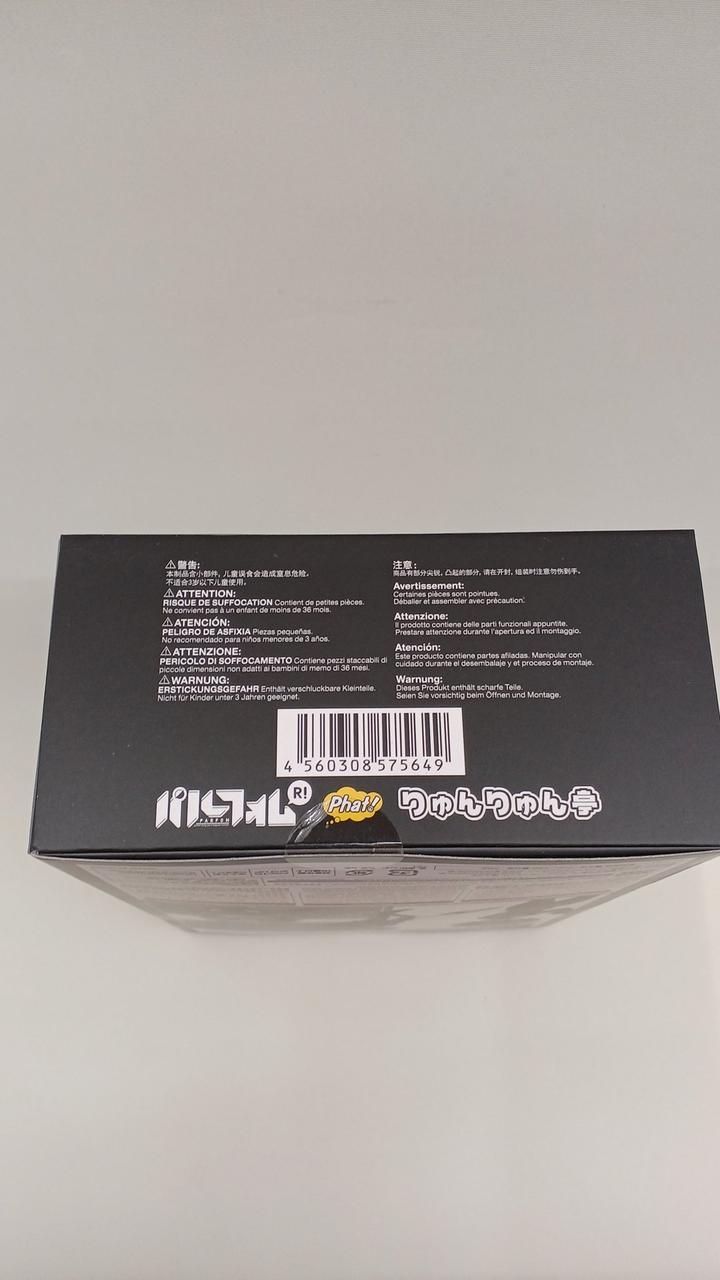 ⚠警告:
本制品含小部件, 儿童误食会造成窒息危险。
不适合3岁以下儿童使用。
⚠ATTENTION:
RISQUE DE SUFFOCATION Contient de petites pièces.
Ne convient pas à un enfant de moins de 36 mois.
⚠ATENCIÓN:
PELIGRO DE ASFIXIA Piezas pequeñas.
No recomendado para niños menores de 3 años.
⚠ATTENZIONE:
PERICOLO DI SOFFOCAMENTO Contiene pezzi staccabili di
piccole dimensioni non adatti ai bambini di memo di 36 mesi.
⚠WARNUNG:
ERSTICKUNGSGEFAHR Enthält verschluckbare Kleinteile.
Nicht für Kinder unter 3 Jahren geeignet.
注意:
商品有部分尖锐, 凸起的部分, 请在开封, 组装时注意勿伤到手。
Avertissement:
Certaines pièces sont pointues.
Déballer et assembler avec précaution.
Attenzione:
Il prodotto contiene delle parti funzionali appuntite.
Prestare attenzione durante l'apertura ed il montaggio.
Atención:
Este producto contiene partes afiladas. Manipular con
cuidado durante el desembalaje y et proceso de montaje.
Warnung:
Dieses Produkt enthält scharfe Teile.
Seien Sie vorsichtig beim Öffnen und Montage.
4 560308 575649
パルフォム R! Phat! りゅんりゅん亭
PARFOM